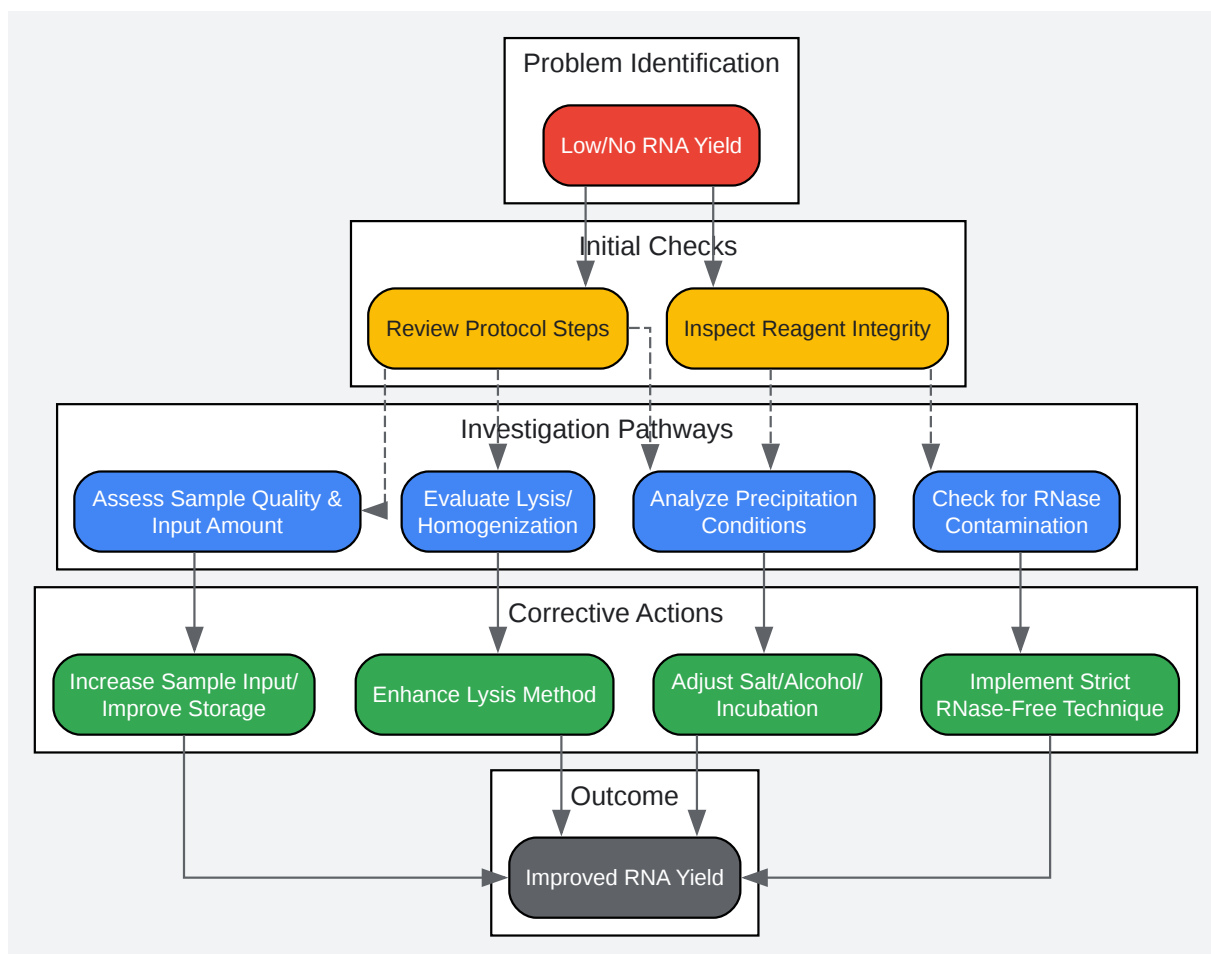 Problem Identification
Low/No RNA Yield
Initial Checks
Review Protocol Steps
Inspect Reagent Integrity
Investigation Pathways
Assess Sample Quality &
Input Amount
Evaluate Lysis/
Homogenization
Analyze Precipitation
Conditions
Check for RNase
Contamination
Corrective Actions
Increase Sample Input/
Improve Storage
Enhance Lysis Method
Adjust Salt/Alcohol/
Incubation
Implement Strict
RNase-Free Technique
Outcome
Improved RNA Yield